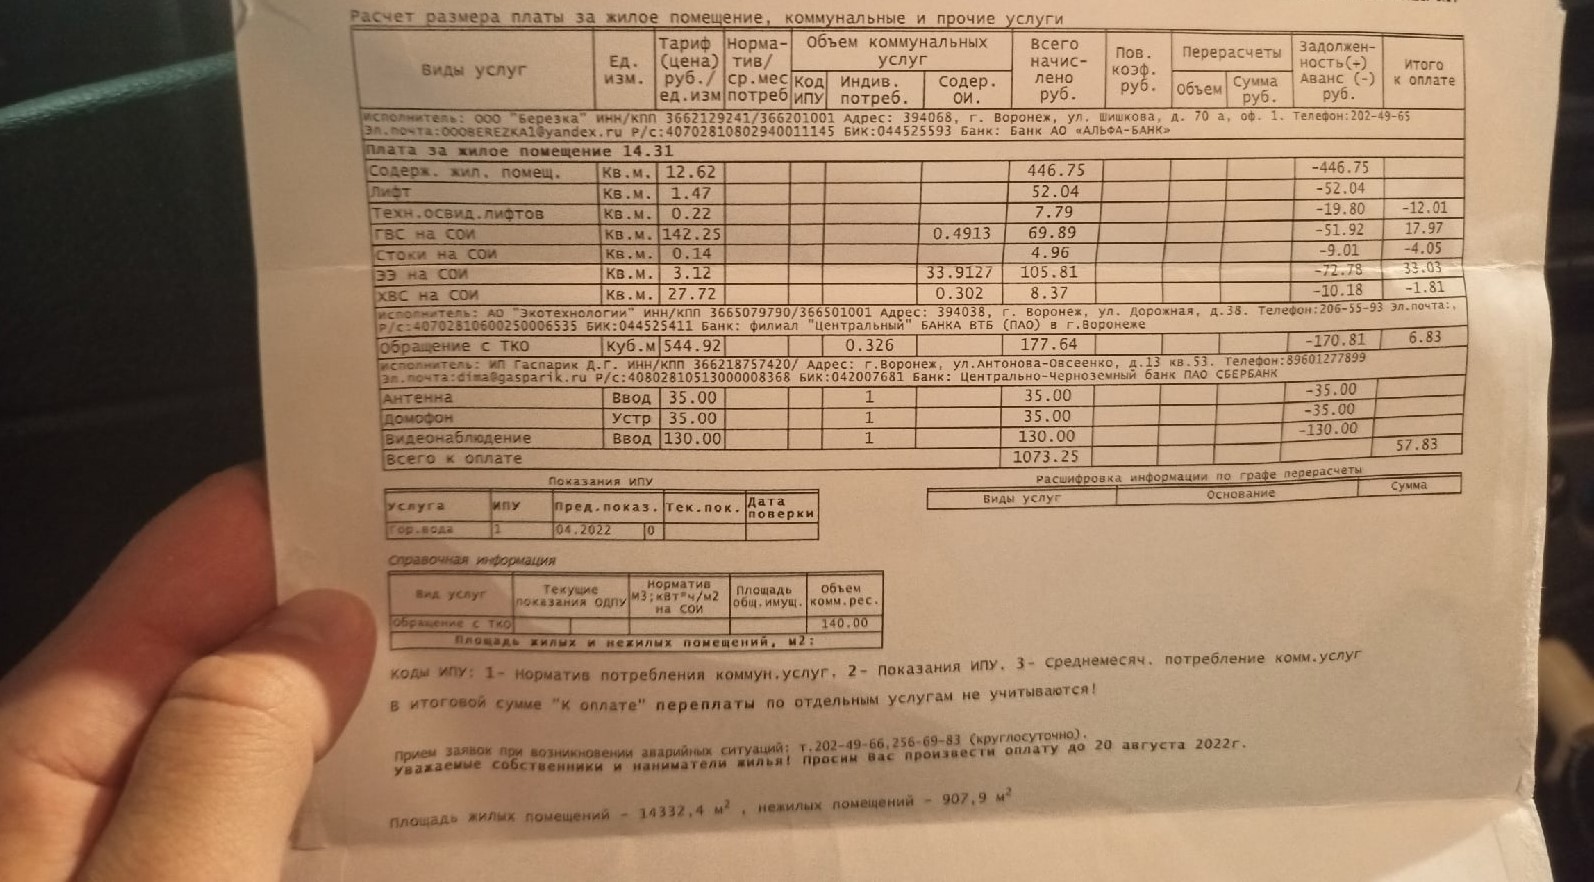 Расчет размера платы за жилое помещение, коммунальные и прочие услуги
Виды услуг Ед. изм. Тариф (цена) руб./ ед.изм Норма- тив/ ср.мес потреб Объем коммунальных услуг Всего начис- лено руб. Пов. коэф. руб. Перерасчеты Задолжен- ность(+) Аванс (-) руб. Итого к оплате
Код ИПУ Индив. потреб. Содер. ОИ. Объем Сумма руб.
Исполнитель: ООО "Березка" ИНН/КПП 3662129241/366201001 Адрес: 394068, г. Воронеж, ул. Шишкова, д. 70 а, оф. 1. Телефон:202-49-65
Эл.почта:OOOBEREZKA1@yandex.ru Р/с:40702810802940011145 БИК:044525593 Банк: Банк АО «АЛЬФА-БАНК»
Плата за жилое помещение 14.31
Содерж. жил. помещ. Кв.м. 12.62 446.75 -446.75
Лифт Кв.м. 1.47 52.04 -52.04
Техн.освид.лифтов Кв.м. 0.22 7.79 -19.80 -12.01
ГВС на СОИ Кв.м. 142.25 0.4913 69.89 -51.92 17.97
Стоки на СОИ Кв.м. 0.14 4.96 -9.01 -4.05
ЭЭ на СОИ Кв.м. 3.12 33.9127 105.81 -72.78 33.03
ХВС на СОИ Кв.м. 27.72 0.302 8.37 -10.18 -1.81
Исполнитель: АО "Экотехнологии" ИНН/КПП 3665079790/366501001 Адрес: 394038, г. Воронеж, ул. Дорожная, д.38. Телефон:206-55-93 Эл.почта:,
Р/с:40702810600250006535 БИК:044525411 Банк: филиал "Центральный" БАНКА ВТБ (ПАО) в г.Воронеже
Обращение с ТКО Куб.м 544.92 0.326 177.64 -170.81 6.83
Исполнитель: ИП Гаспарик Д.Г. ИНН/КПП 366218757420/ Адрес: г.Воронеж, ул.Антонова-Овсеенко, д.13 кв.53. Телефон:89601277899
Эл.почта:dima@gasparik.ru Р/с:40802810513000008368 БИК:042007681 Банк: Центрально-Черноземный банк ПАО СБЕРБАНК
Антенна Ввод 35.00 1 35.00 -35.00
Домофон Устр 35.00 1 35.00 -35.00
Видеонаблюдение Ввод 130.00 1 130.00 -130.00
Всего к оплате 1073.25 57.83
Показания ИПУ
Услуга ИПУ Пред.показ. Тек.пок. Дата поверки
Гор.вода 1 04.2022 0
Расшифровка информации по графе перерасчеты
Виды услуг Основание Сумма
Справочная информация
Вид услуг Текущие показания ОДПУ Норматив м3;кВт*ч/м2 на СОИ Площадь общ.имущ. Объем комм.рес.
Обращение с ТКО 140.00
Площадь жилых и нежилых помещений, м2:
Коды ИПУ: 1- Норматив потребления коммун.услуг, 2- Показания ИПУ, 3- Среднемесяч. потребление комм.услуг
В итоговой сумме "К оплате" переплаты по отдельным услугам не учитываются!
Прием заявок при возникновении аварийных ситуаций: т.202-49-66,256-69-83 (круглосуточно).
Уважаемые собственники и наниматели жилья! Просим Вас произвести оплату до 20 августа 2022г.
Площадь жилых помещений – 14332,4 м² , нежилых помещений – 907,9 м²